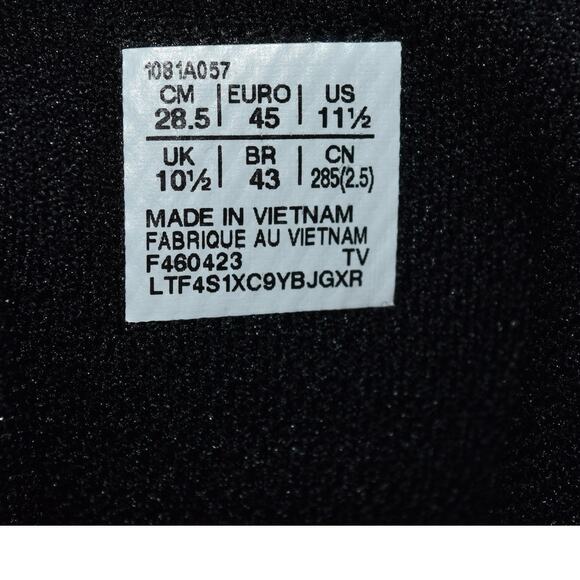 1081A057
CM | EURO | US
28.5 | 45 | 11½
UK | BR | CN
10½ | 43 | 285(2.5)
MADE IN VIETNAM
FABRIQUE AU VIETNAM
F460423 TV
LTF4S1XC9YBJGXR